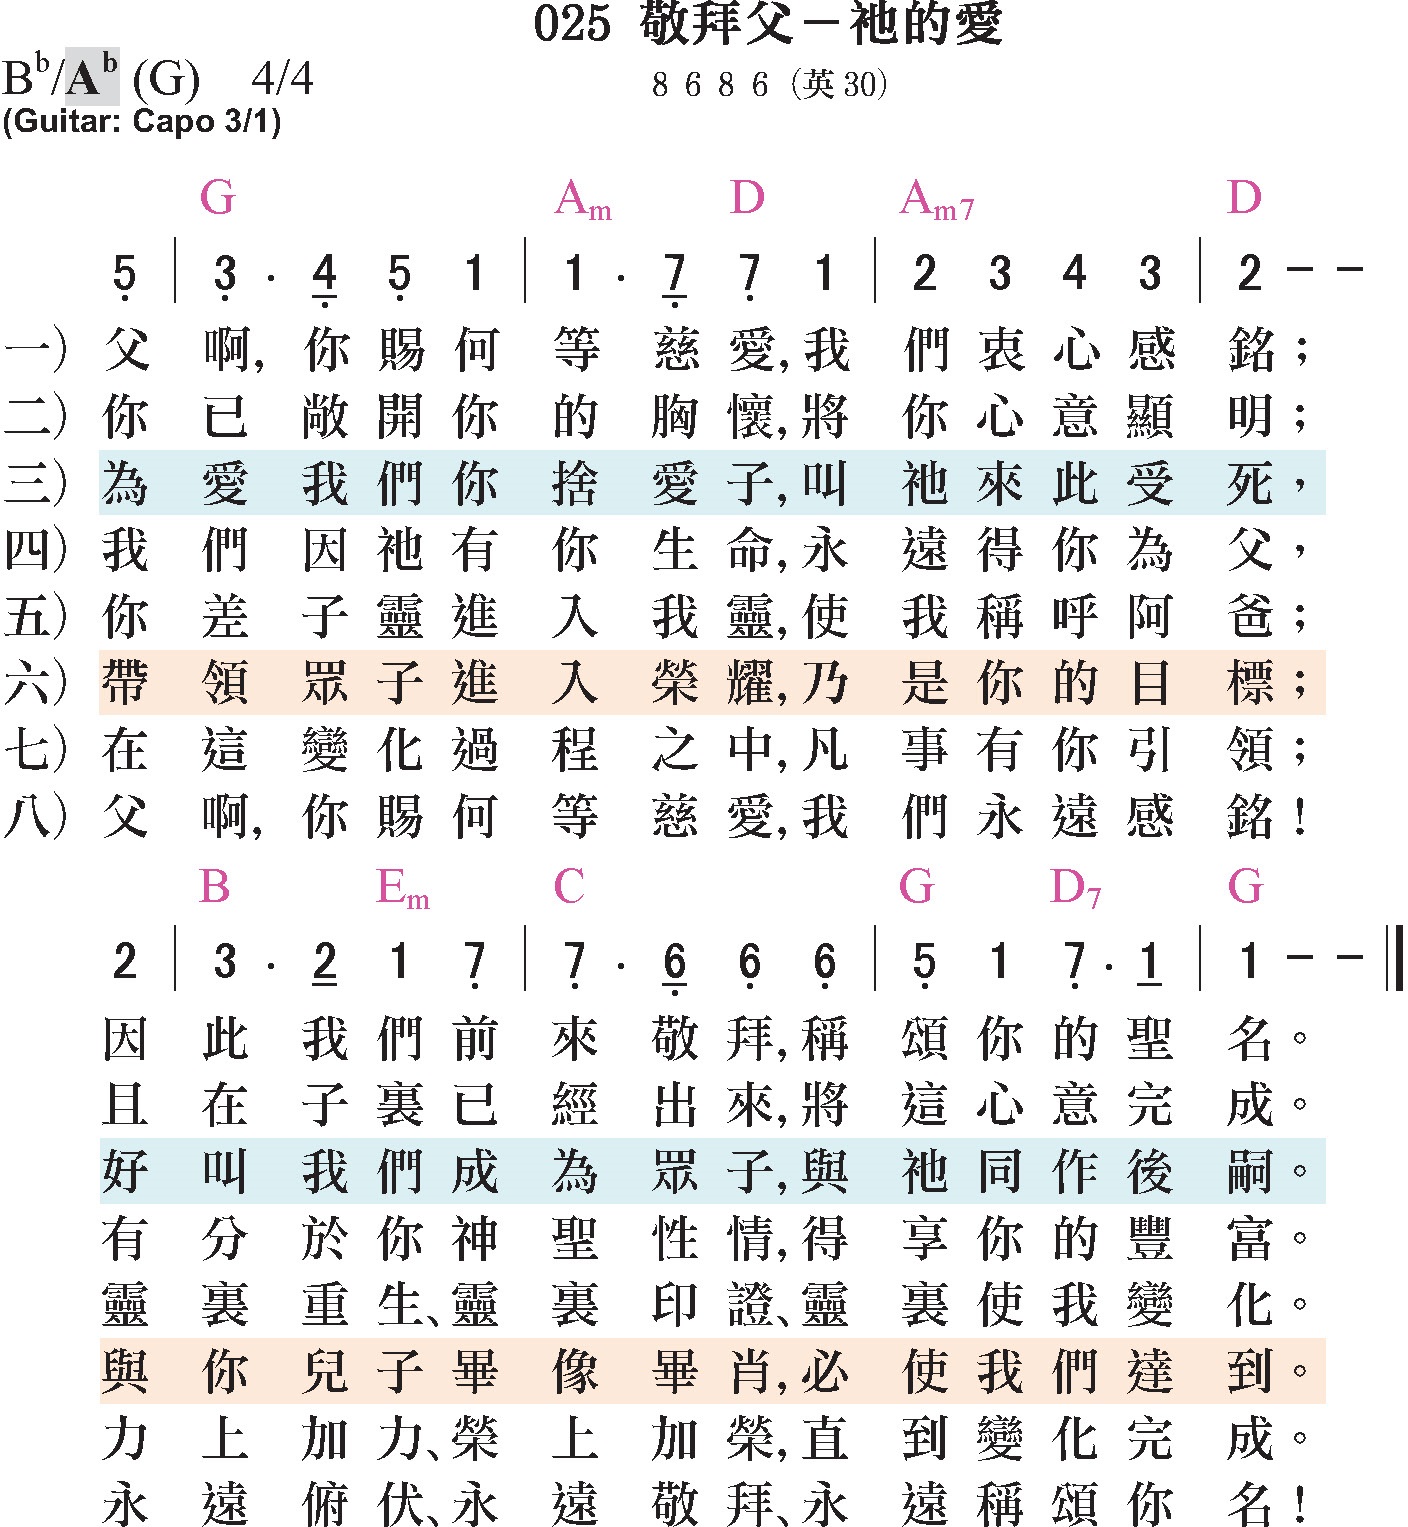 025 敬拜父－祂的愛
B♭/A♭ (G) 4/4
8 6 8 6 (英30)
(Guitar: Capo 3/1)
G Am D Am7 D
5 | 3 . 4 5 1 | 1 . 7 7 1 | 2 3 4 3 | 2 － －
一）父啊,你賜何等慈愛,我們衷心感銘；
二）你已敞開你的胸懷,將你心意顯明；
三）為愛我們你捨愛子,叫祂來此受死，
四）我們因祂有你生命,永遠得你為父，
五）你差子靈進入我靈,使我稱呼阿爸；
六）帶領眾子進入榮耀,乃是你的目標；
七）在這變化過程之中,凡事有你引領；
八）父啊,你賜何等慈愛,我們永遠感銘！
B Em C G D7 G
2 | 3 . 2 1 7 | 7 . 6 6 6 | 5 1 7 . 1 | 1 － － ‖
因此我們前來敬拜,稱頌你的聖名。
且在子裏已經出來,將這心意完成。
好叫我們成為眾子,與祂同作後嗣。
有分於你神聖性情,得享你的豐富。
靈裏重生、靈裏印證、靈裏使我變化。
與你兒子畢像畢肖,必使我們達到。
力上加力、榮上加榮,直到變化完成。
永遠俯伏、永遠敬拜、永遠稱頌你名！